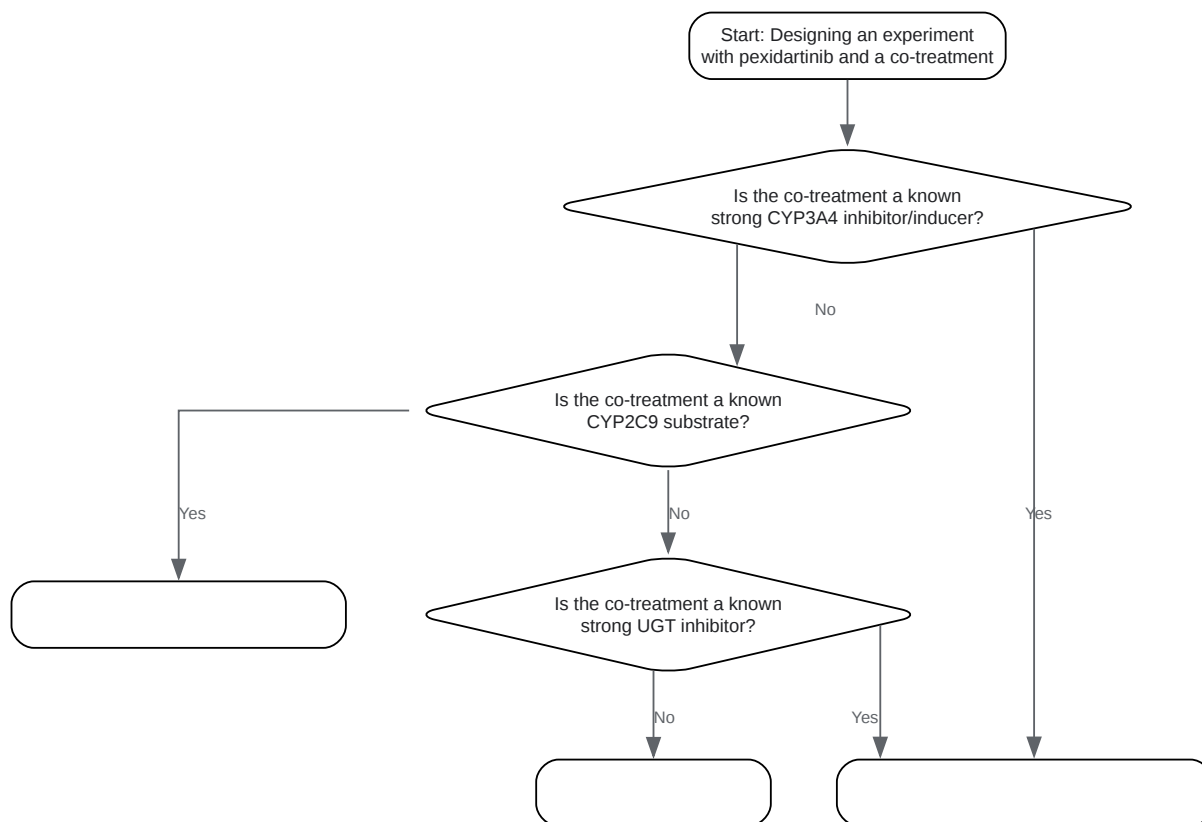 Start: Designing an experiment
with pexidartinib and a co-treatment
Is the co-treatment a known
strong CYP3A4 inhibitor/inducer?
No
Is the co-treatment a known
CYP2C9 substrate?
Yes
No
Yes
Is the co-treatment a known
strong UGT inhibitor?
No
Yes